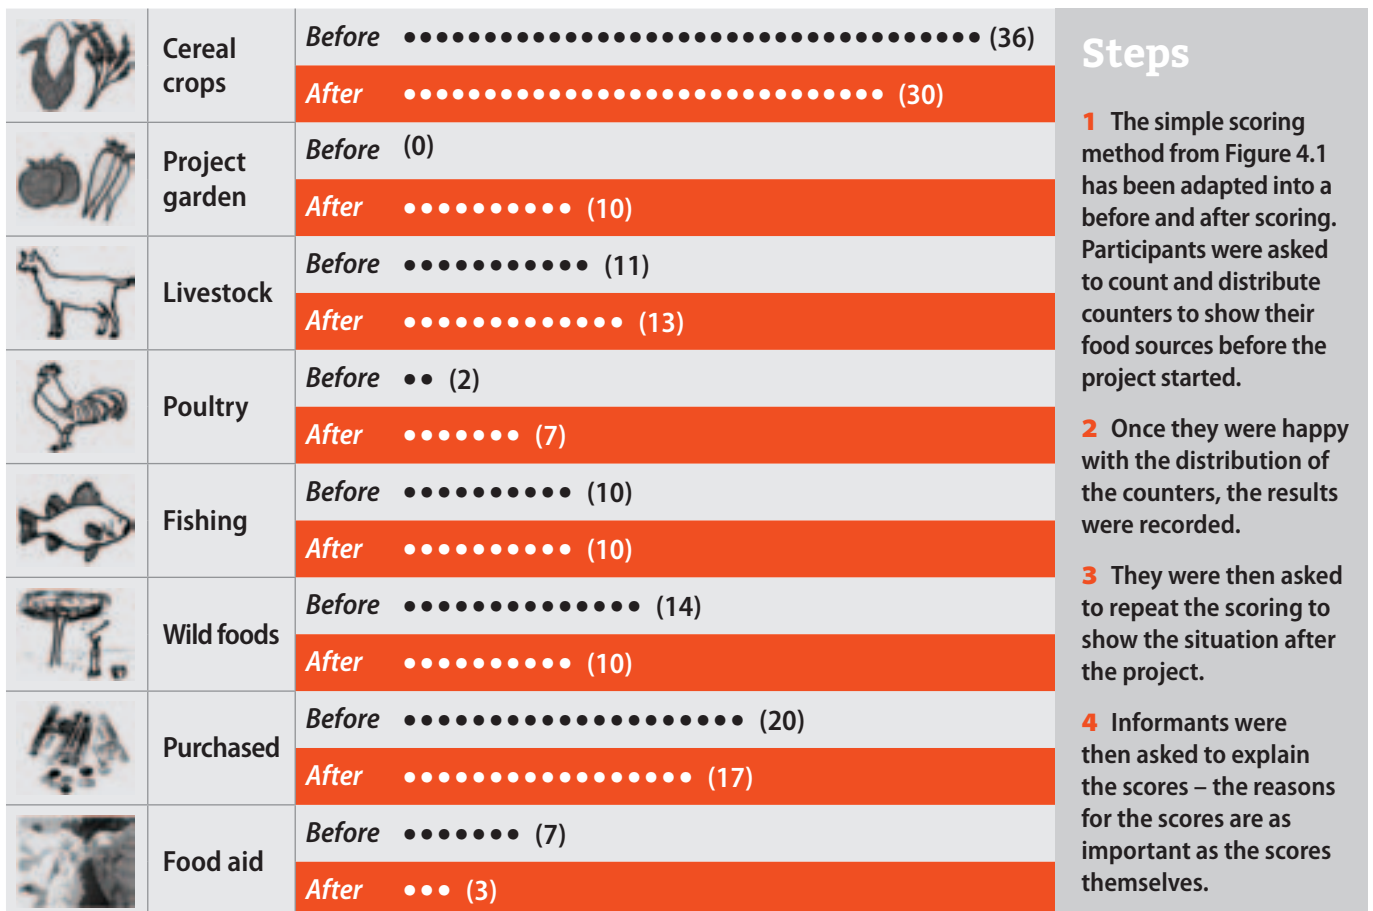 Cereal
crops
Before (36)
After (30)
Project
garden
Before (0)
After (10)
Livestock
Before (11)
After (13)
Poultry
Before (2)
After (7)
Fishing
Before (10)
After (10)
Wild foods
Before (14)
After (10)
Purchased
Before (20)
After (17)
Food aid
Before (7)
After (3)
Steps
1 The simple scoring
method from Figure 4.1
has been adapted into a
before and after scoring.
Participants were asked
to count and distribute
counters to show their
food sources before the
project started.
2 Once they were happy
with the distribution of
the counters, the results
were recorded.
3 They were then asked
to repeat the scoring to
show the situation after
the project.
4 Informants were
then asked to explain
the scores – the reasons
for the scores are as
important as the scores
themselves.